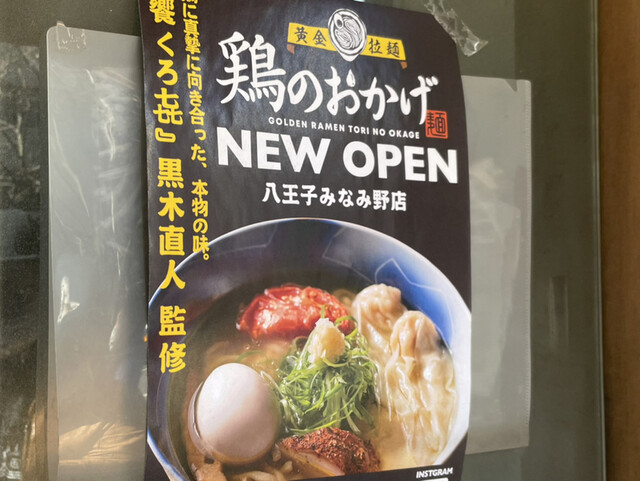 黄金拉麺
鶏のおかげ
麺
GOLDEN RAMEN TORI NO OKAGE
NEW OPEN
八王子みなみ野店
に真摯に向き合った、本物の味。
饗 くろ㐂』黒木直人 監修
INSTGRAM